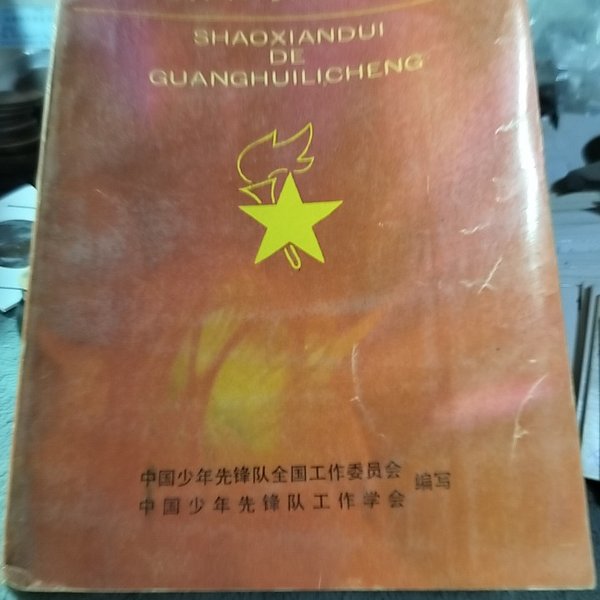 SHAOXIANDUI
DE
GUANGHUILICHENG
中国少年先锋队全国工作委员会
中国少年先锋队工作学会
编写